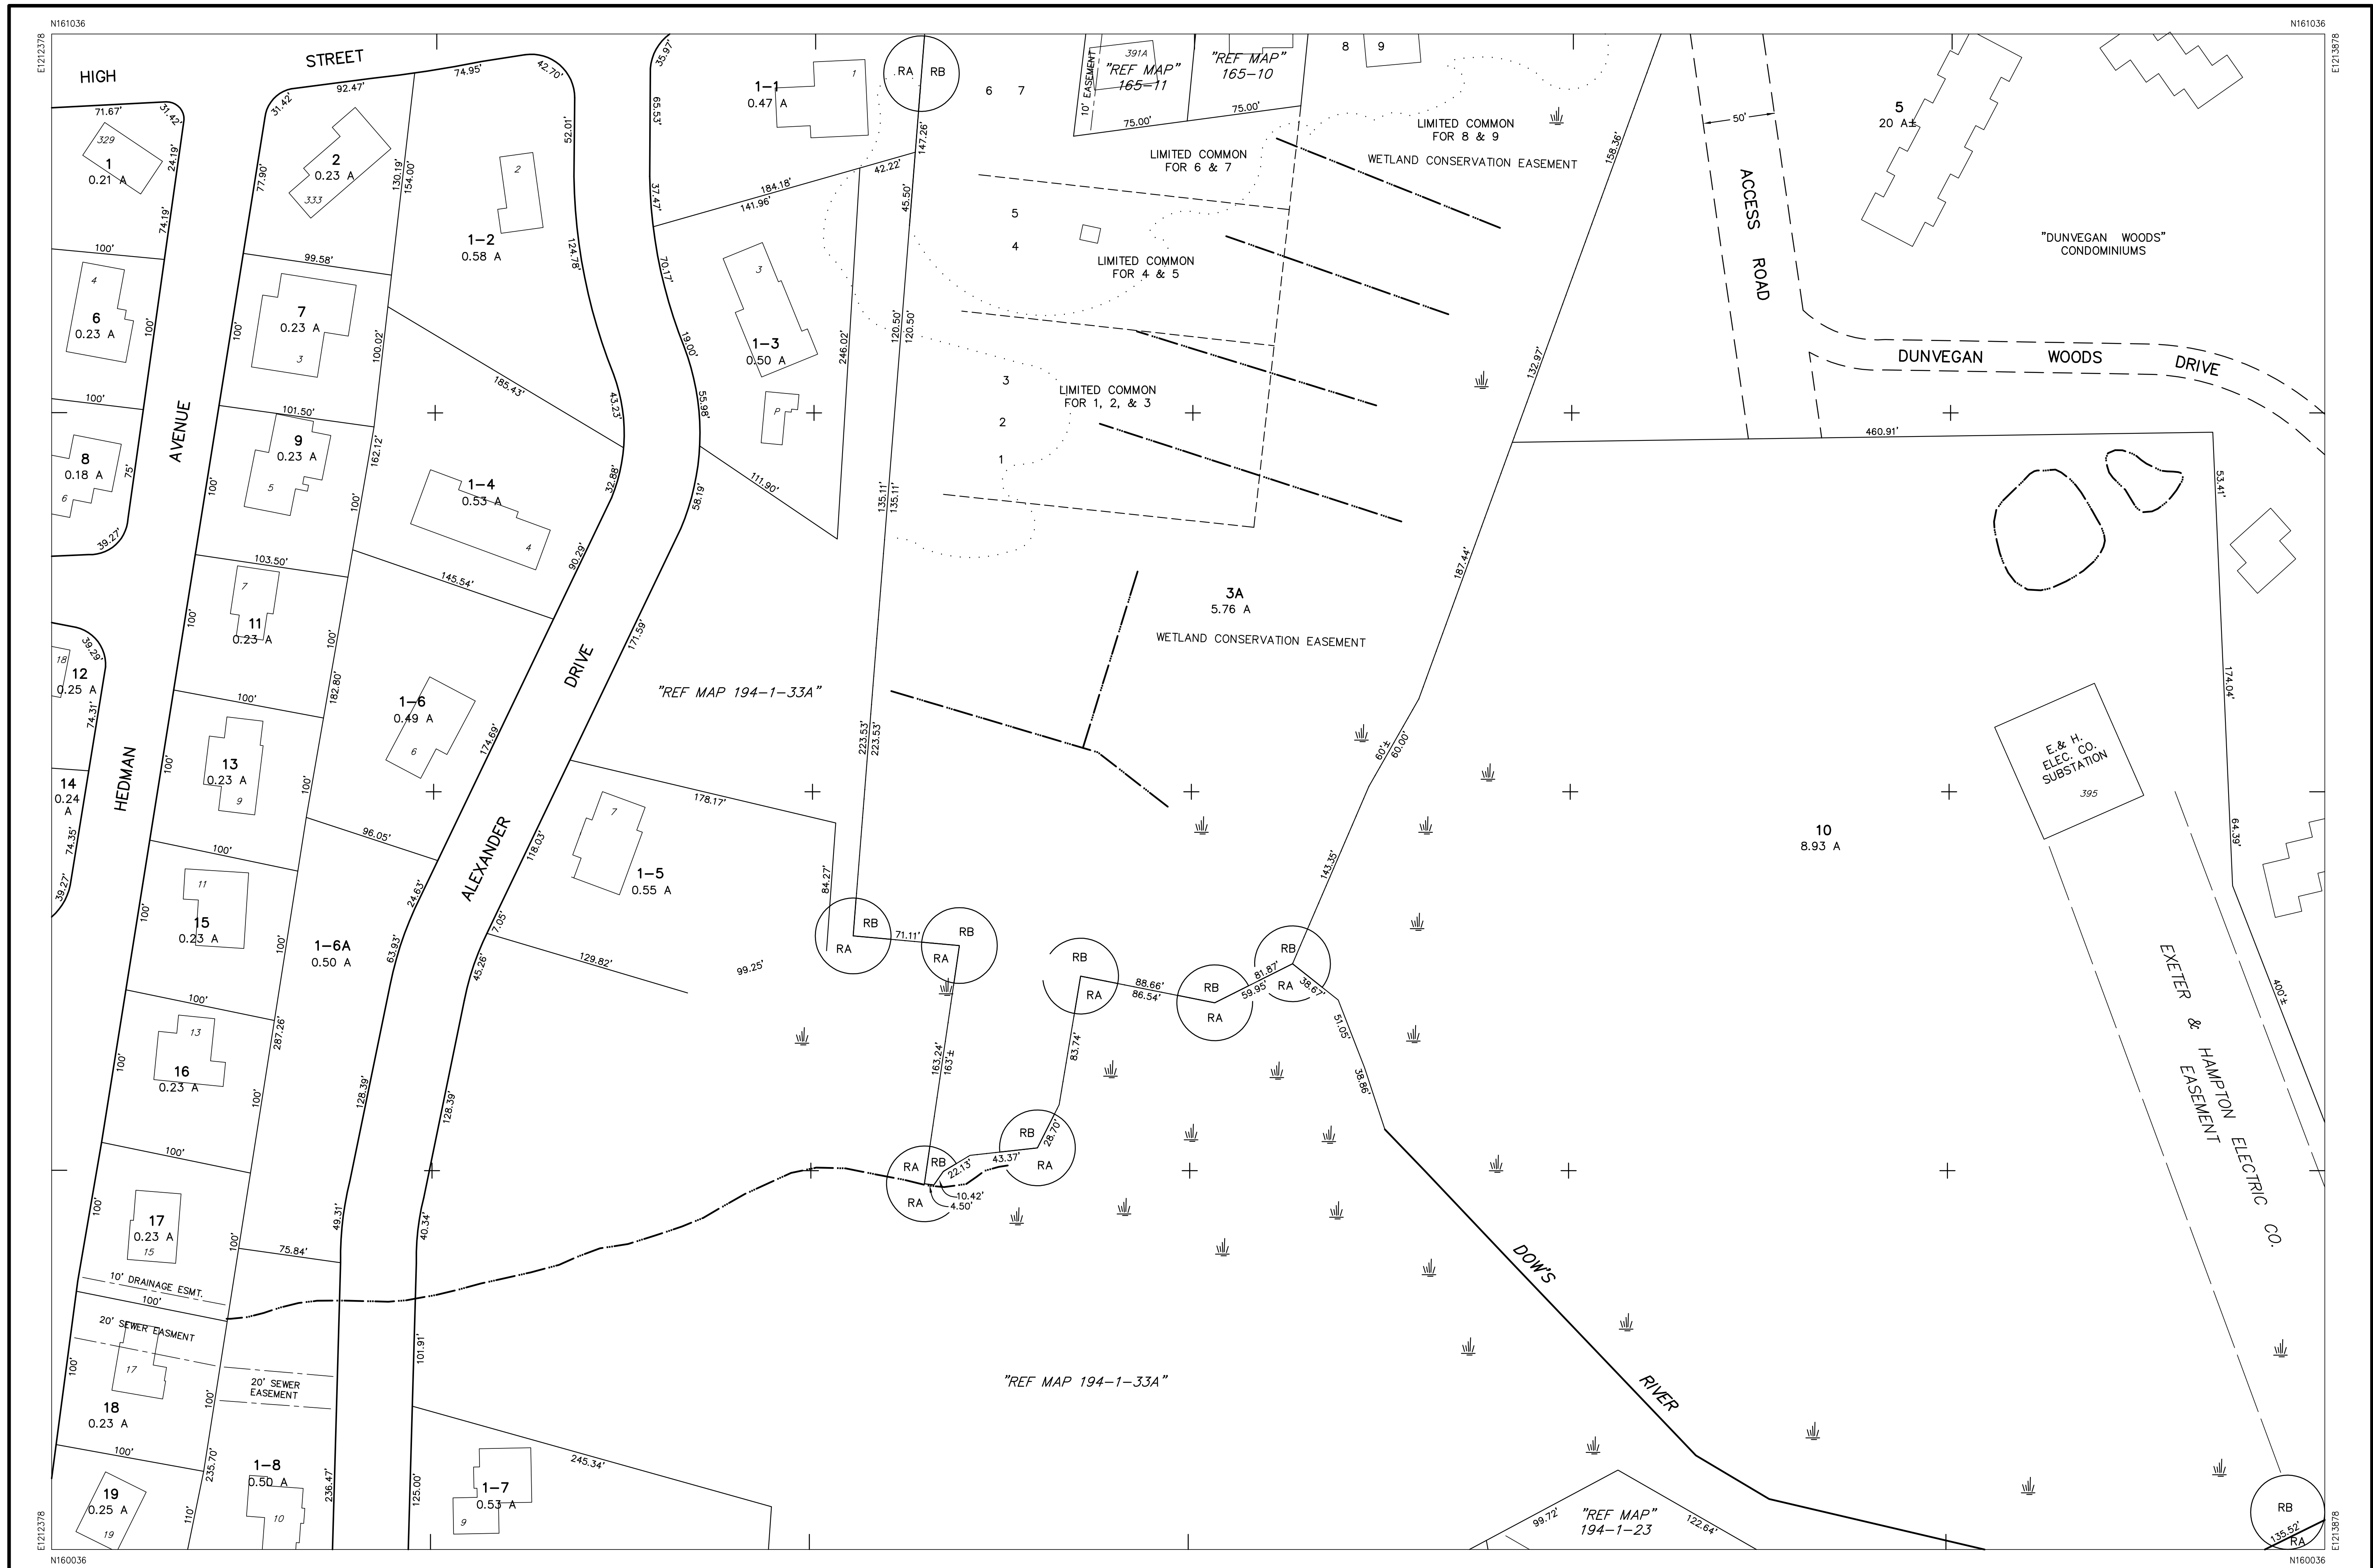 N161036
N161036
E1212378
E1213878
HIGH
STREET
71.67'
31.42'
24.19'
329
1
0.21 A
74.19'
100'
31.42'
92.47'
74.95'
42.70'
77.90'
2
0.23 A
333
130.19'
154.00'
2
52.01'
1-2
0.58 A
124.78'
35.97'
65.53'
37.47'
1-1
0.47 A
1
RA
RB
147.26'
42.22'
184.18'
141.96'
45.50'
6
7
10' EASEMENT
391A
"REF MAP"
165-11
75.00'
"REF MAP"
165-10
75.00'
8
9
LIMITED COMMON
FOR 8 & 9
WETLAND CONSERVATION EASEMENT
LIMITED COMMON
FOR 6 & 7
158.36'
50'
ACCESS ROAD
5
20 A±
"DUNVEGAN WOODS"
CONDOMINIUMS
5
4
LIMITED COMMON
FOR 4 & 5
4
6
0.23 A
100'
100'
99.58'
7
0.23 A
3
100'
100.02'
185.43'
70.17'
3
1-3
0.50 A
19.00'
55.98'
P
246.02'
120.50'
120.50'
3
2
1
LIMITED COMMON
FOR 1, 2, & 3
132.97'
DUNVEGAN WOODS DRIVE
460.91'
53.41'
AVENUE
8
0.18 A
6
75'
39.27'
101.50'
9
0.23 A
5
100'
162.12'
100'
43.23'
32.88'
1-4
0.53 A
4
90.29'
58.19'
111.90'
135.11'
135.11'
187.44'
103.50'
145.54'
7
11
0.23 A
100'
100'
3A
5.76 A
WETLAND CONSERVATION EASEMENT
39.29'
18
12
0.25 A
74.31'
100'
182.80'
1-6
0.49 A
6
174.69'
DRIVE
171.59'
"REF MAP 194-1-33A"
223.53'
223.53'
60'±
60.00'
174.04'
E.& H.
ELEC. CO.
SUBSTATION
395
14
0.24
A
HEDMAN
74.35'
39.27'
100'
13
0.23 A
9
100'
100'
96.05'
178.17'
7
118.03'
ALEXANDER
1-5
0.55 A
84.27'
143.35'
10
8.93 A
64.39'
11
15
0.23 A
100'
100'
1-6A
0.50 A
24.63'
63.93'
7.05'
45.26'
129.82'
99.25'
RB
RA
71.11'
RB
RA
RB
RA
88.66'
86.54'
RB
RA
81.87'
59.95'
RB
RA
38.67'
51.05'
38.86'
400'±
100'
13
16
0.23 A
100'
287.26'
100'
128.39'
128.39'
163.24'
163'±
83.74'
28.70'
EXETER & HAMPTON ELECTRIC CO.
EASEMENT
100'
17
0.23 A
15
100'
100'
49.31'
40.34'
75.84'
RA
RB
RA
22.13'
43.37'
10.42'
4.50'
RB
RA
10' DRAINAGE ESMT.
100'
20' SEWER EASMENT
17
100'
18
0.23 A
20' SEWER
EASEMENT
100'
101.91'
DOW'S
RIVER
"REF MAP 194-1-33A"
100'
235.70'
19
0.25 A
19
110'
1-8
0.50 A
10
236.47'
125.00'
1-7
0.53 A
9
245.34'
99.72'
"REF MAP"
194-1-23
122.64'
RB
135.52'
RA
E1212378
E1213878
N160036
N160036